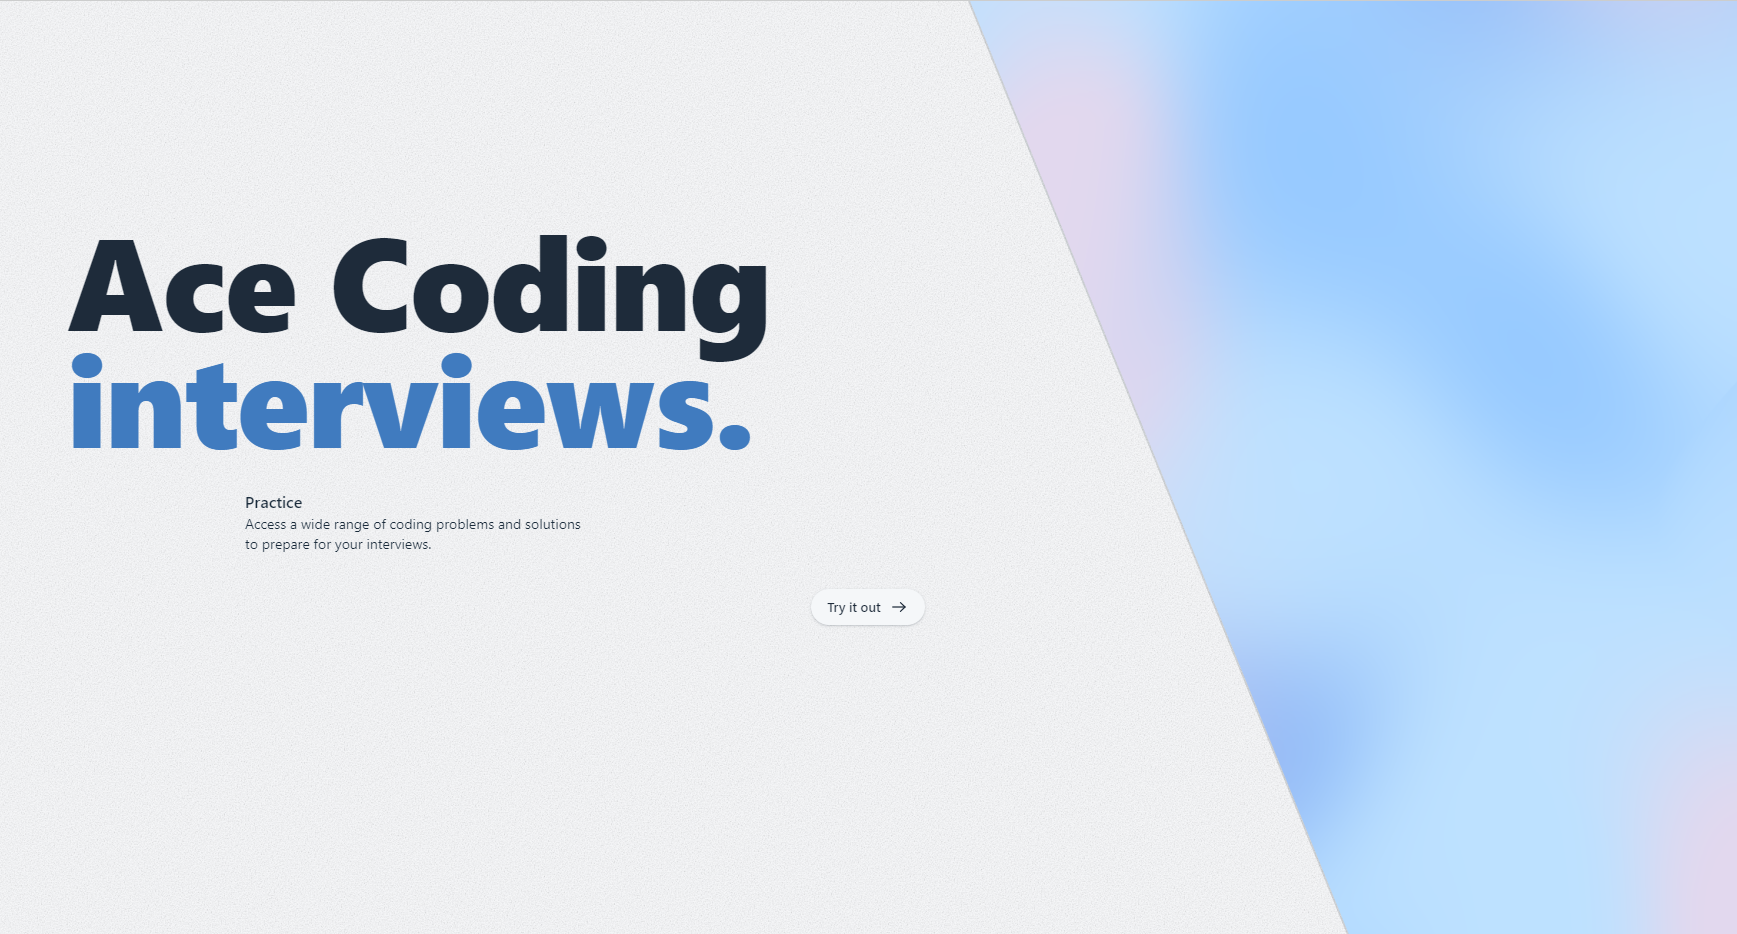 Ace Coding
interviews.
Practice
Access a wide range of coding problems and solutions
to prepare for your interviews.
Try it out